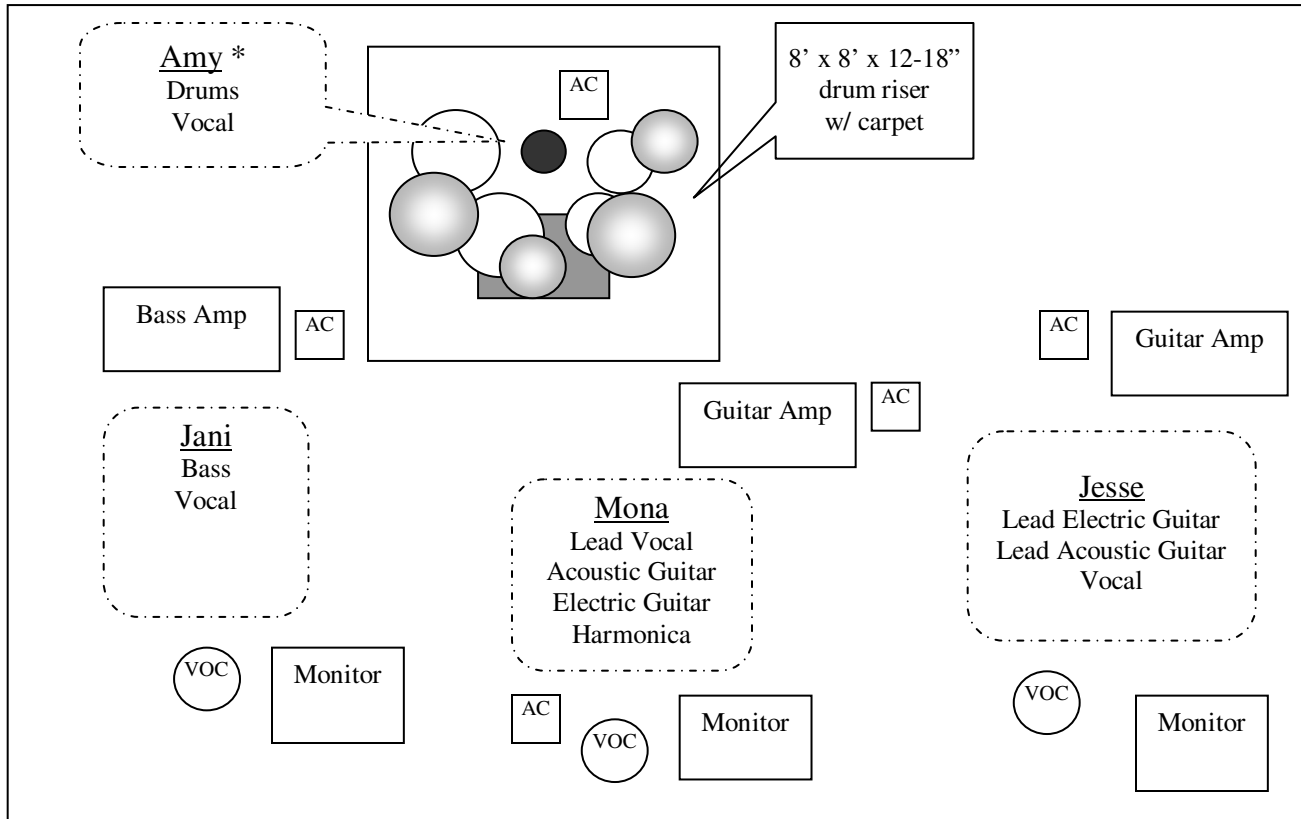 Amy *
Drums
Vocal
AC
8’ x 8’ x 12-18”
drum riser
w/ carpet
Bass Amp
AC
AC
Guitar Amp
Guitar Amp
AC
Jani
Bass
Vocal
Mona
Lead Vocal
Acoustic Guitar
Electric Guitar
Harmonica
Jesse
Lead Electric Guitar
Lead Acoustic Guitar
Vocal
VOC
Monitor
AC
VOC
Monitor
VOC
Monitor